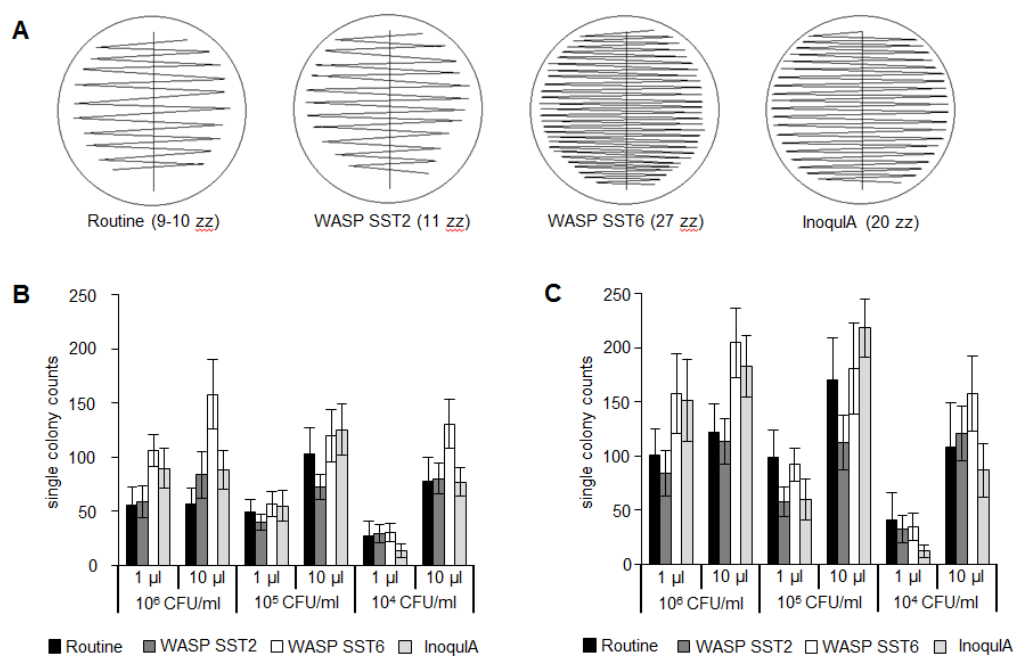 A
Routine (9-10 zz)
WASP SST2 (11 zz)
WASP SST6 (27 zz)
InoqulA (20 zz)
B
single colony counts
250
200
150
100
50
0
1 µl
10 µl
1 µl
10 µl
1 µl
10 µl
10⁶ CFU/ml
10⁵ CFU/ml
10⁴ CFU/ml
Routine
WASP SST2
WASP SST6
InoqulA
C
single colony counts
250
200
150
100
50
0
1 µl
10 µl
1 µl
10 µl
1 µl
10 µl
10⁶ CFU/ml
10⁵ CFU/ml
10⁴ CFU/ml
Routine
WASP SST2
WASP SST6
InoqulA